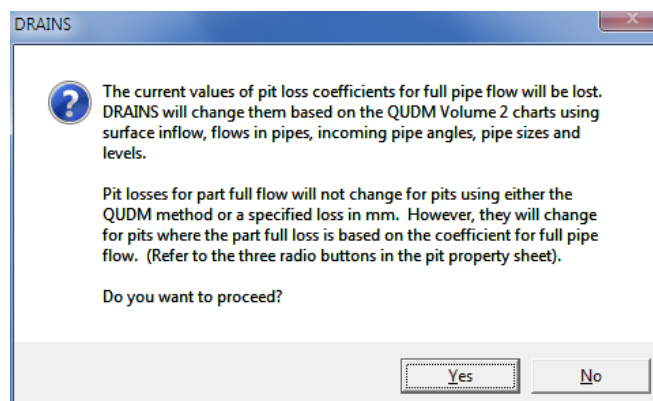 DRAINS
The current values of pit loss coefficients for full pipe flow will be lost.
DRAINS will change them based on the QUDM Volume 2 charts using
surface inflow, flows in pipes, incoming pipe angles, pipe sizes and
levels.
Pit losses for part full flow will not change for pits using either the
QUDM method or a specified loss in mm.  However, they will change
for pits where the part full loss is based on the coefficient for full pipe
flow.  (Refer to the three radio buttons in the pit property sheet).
Do you want to proceed?
Yes
No